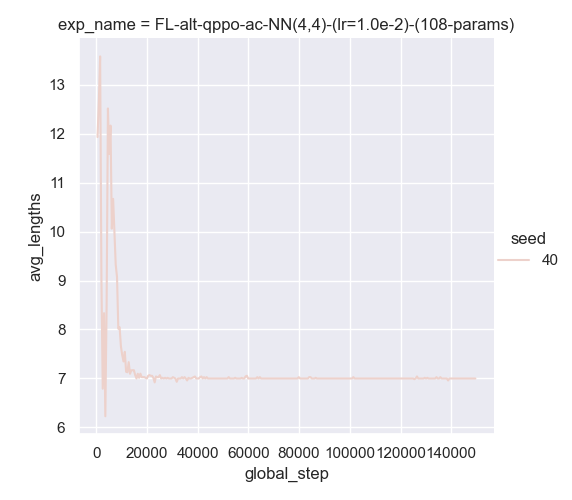 exp_name = FL-alt-qppo-ac-NN(4,4)-(lr=1.0e-2)-(108-params)
13
12
11
10
9
8
7
6
avg_lengths
0 20000 40000 60000 80000 100000 120000 140000
global_step
seed
40